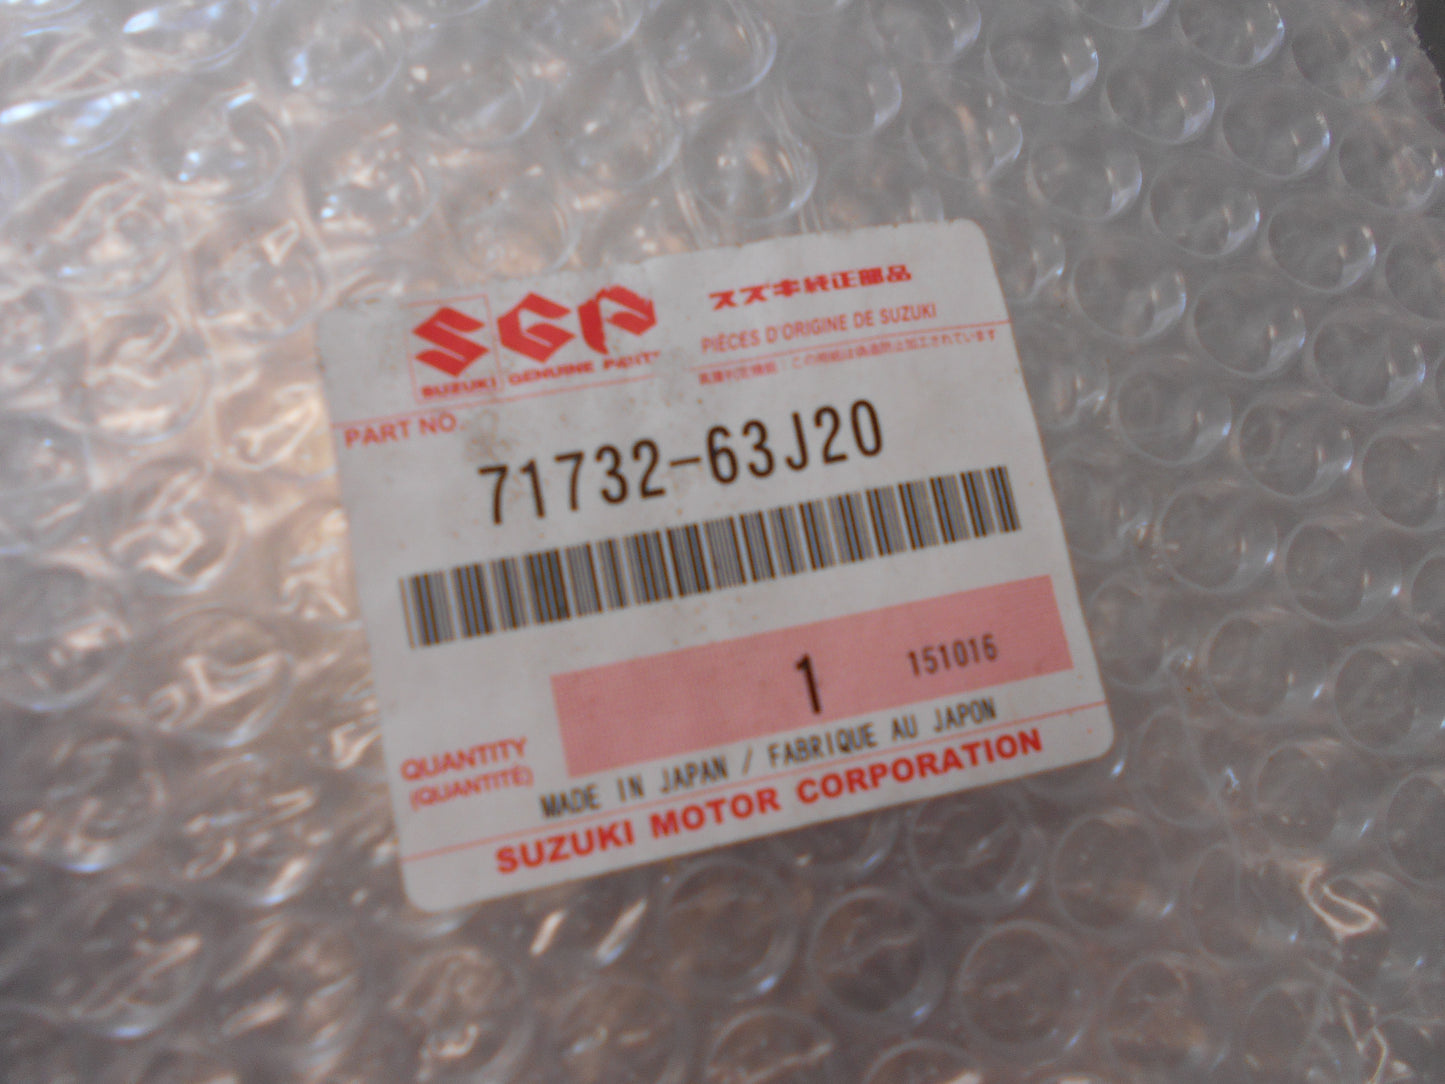 SGP
SUZUKI GENUINE PARTS
スズキ純正部品
PIÈCES D'ORIGINE DE SUZUKI
PART NO.
71732-63J20
1 151016
QUANTITY
(QUANTITÉ)
MADE IN JAPAN / FABRIQUE AU JAPON
SUZUKI MOTOR CORPORATION